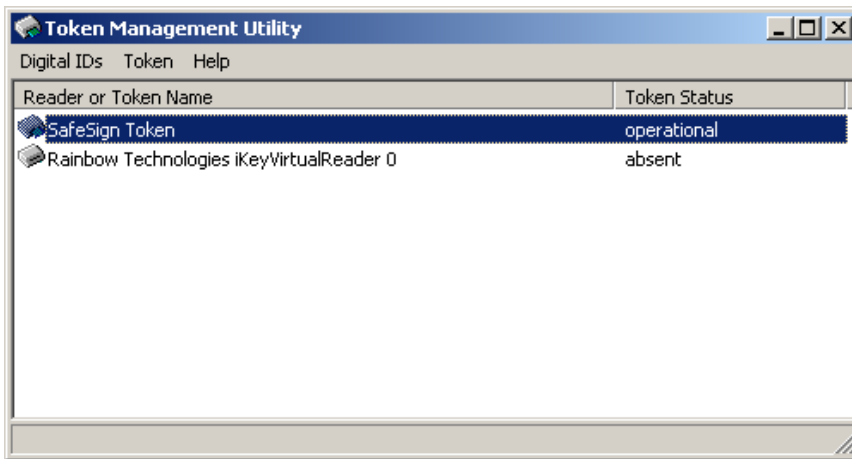 Token Management Utility
Digital IDs Token Help
Reader or Token Name Token Status
SafeSign Token operational
Rainbow Technologies iKeyVirtualReader 0 absent